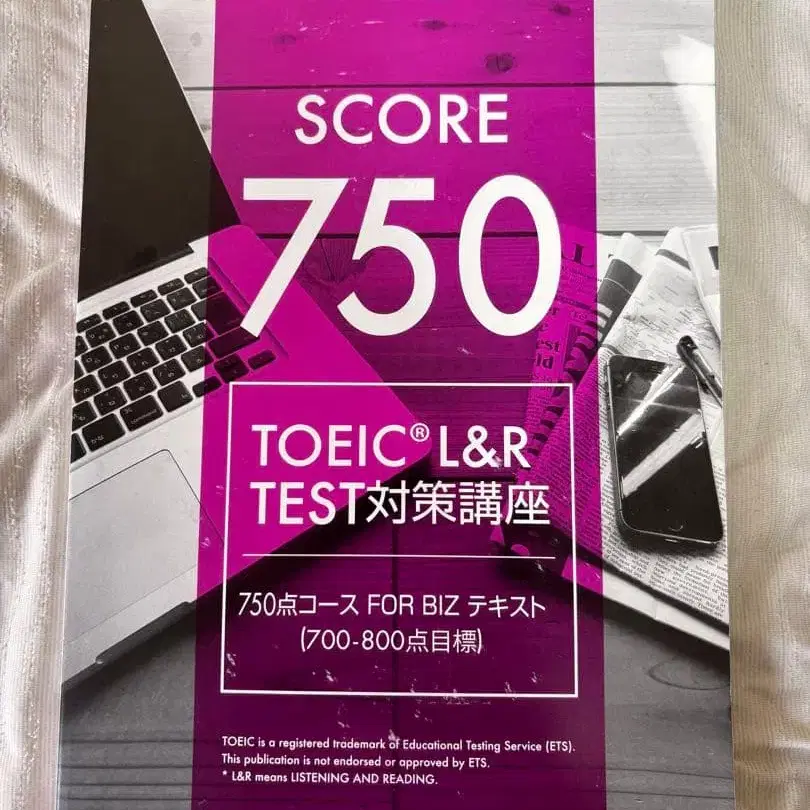 SCORE
750
TOEIC® L&R
TEST対策講座
750点コース FOR BIZ テキスト
(700-800点目標)
TOEIC is a registered trademark of Educational Testing Service (ETS).
This publication is not endorsed or approved by ETS.
* L&R means LISTENING AND READING.